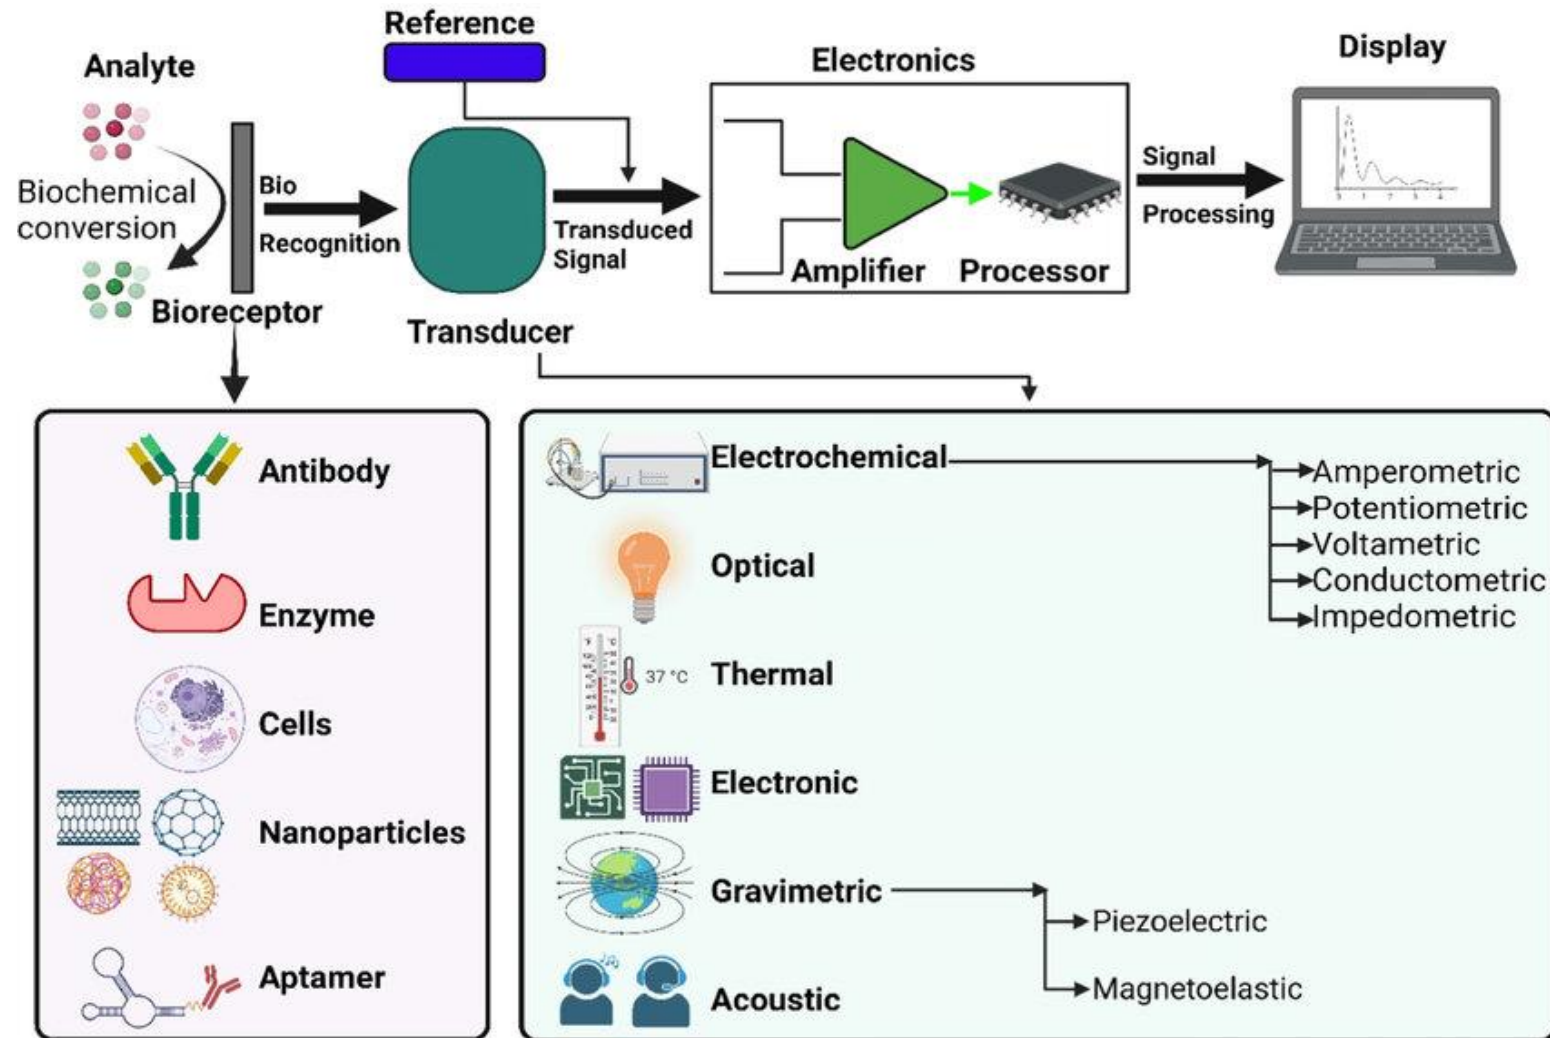 Reference
Analyte
Electronics
Display
Biochemical
conversion
Bio
Recognition
Transduced
Signal
Amplifier
Processor
Signal
Processing
Bioreceptor
Transducer
Antibody
Enzyme
Cells
Nanoparticles
Aptamer
Electrochemical
Amperometric
Potentiometric
Voltametric
Conductometric
Impedometric
Optical
37 °C
Thermal
Electronic
Gravimetric
Piezoelectric
Magnetoelastic
Acoustic